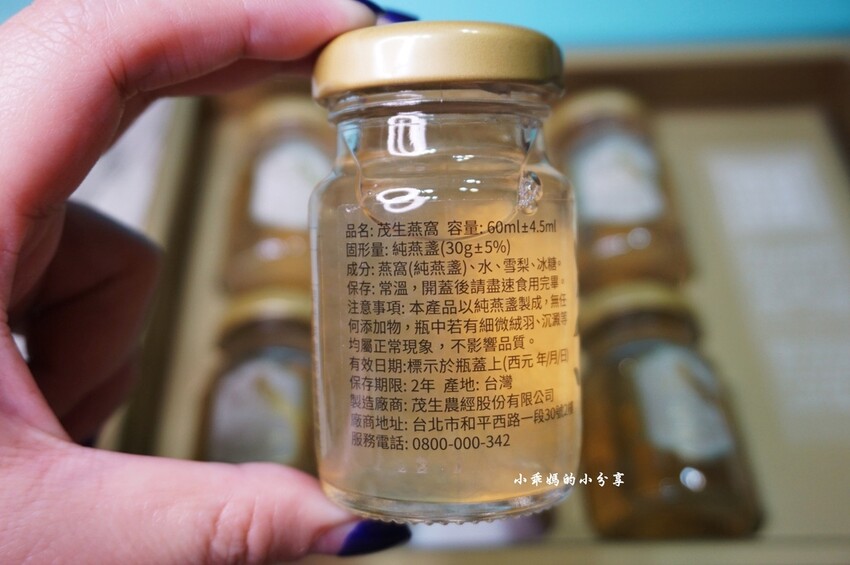 品名: 茂生燕窩 容量: 60ml±4.5ml
固形量: 純燕盞(30g±5%)
成分: 燕窩(純燕盞)、水、雪梨、冰糖。
保存: 常溫，開蓋後請盡速食用完畢。
注意事項: 本產品以純燕盞製成，無任
何添加物，瓶中若有細微絨羽、沉澱等
均屬正常現象，不影響品質。
有效日期:標示於瓶蓋上(西元 年/月/日)
保存期限: 2年 產地: 台灣
製造廠商: 茂生農經股份有限公司
廠商地址: 台北市和平西路一段30號2樓
服務電話: 0800-000-342
小乖媽的小分享